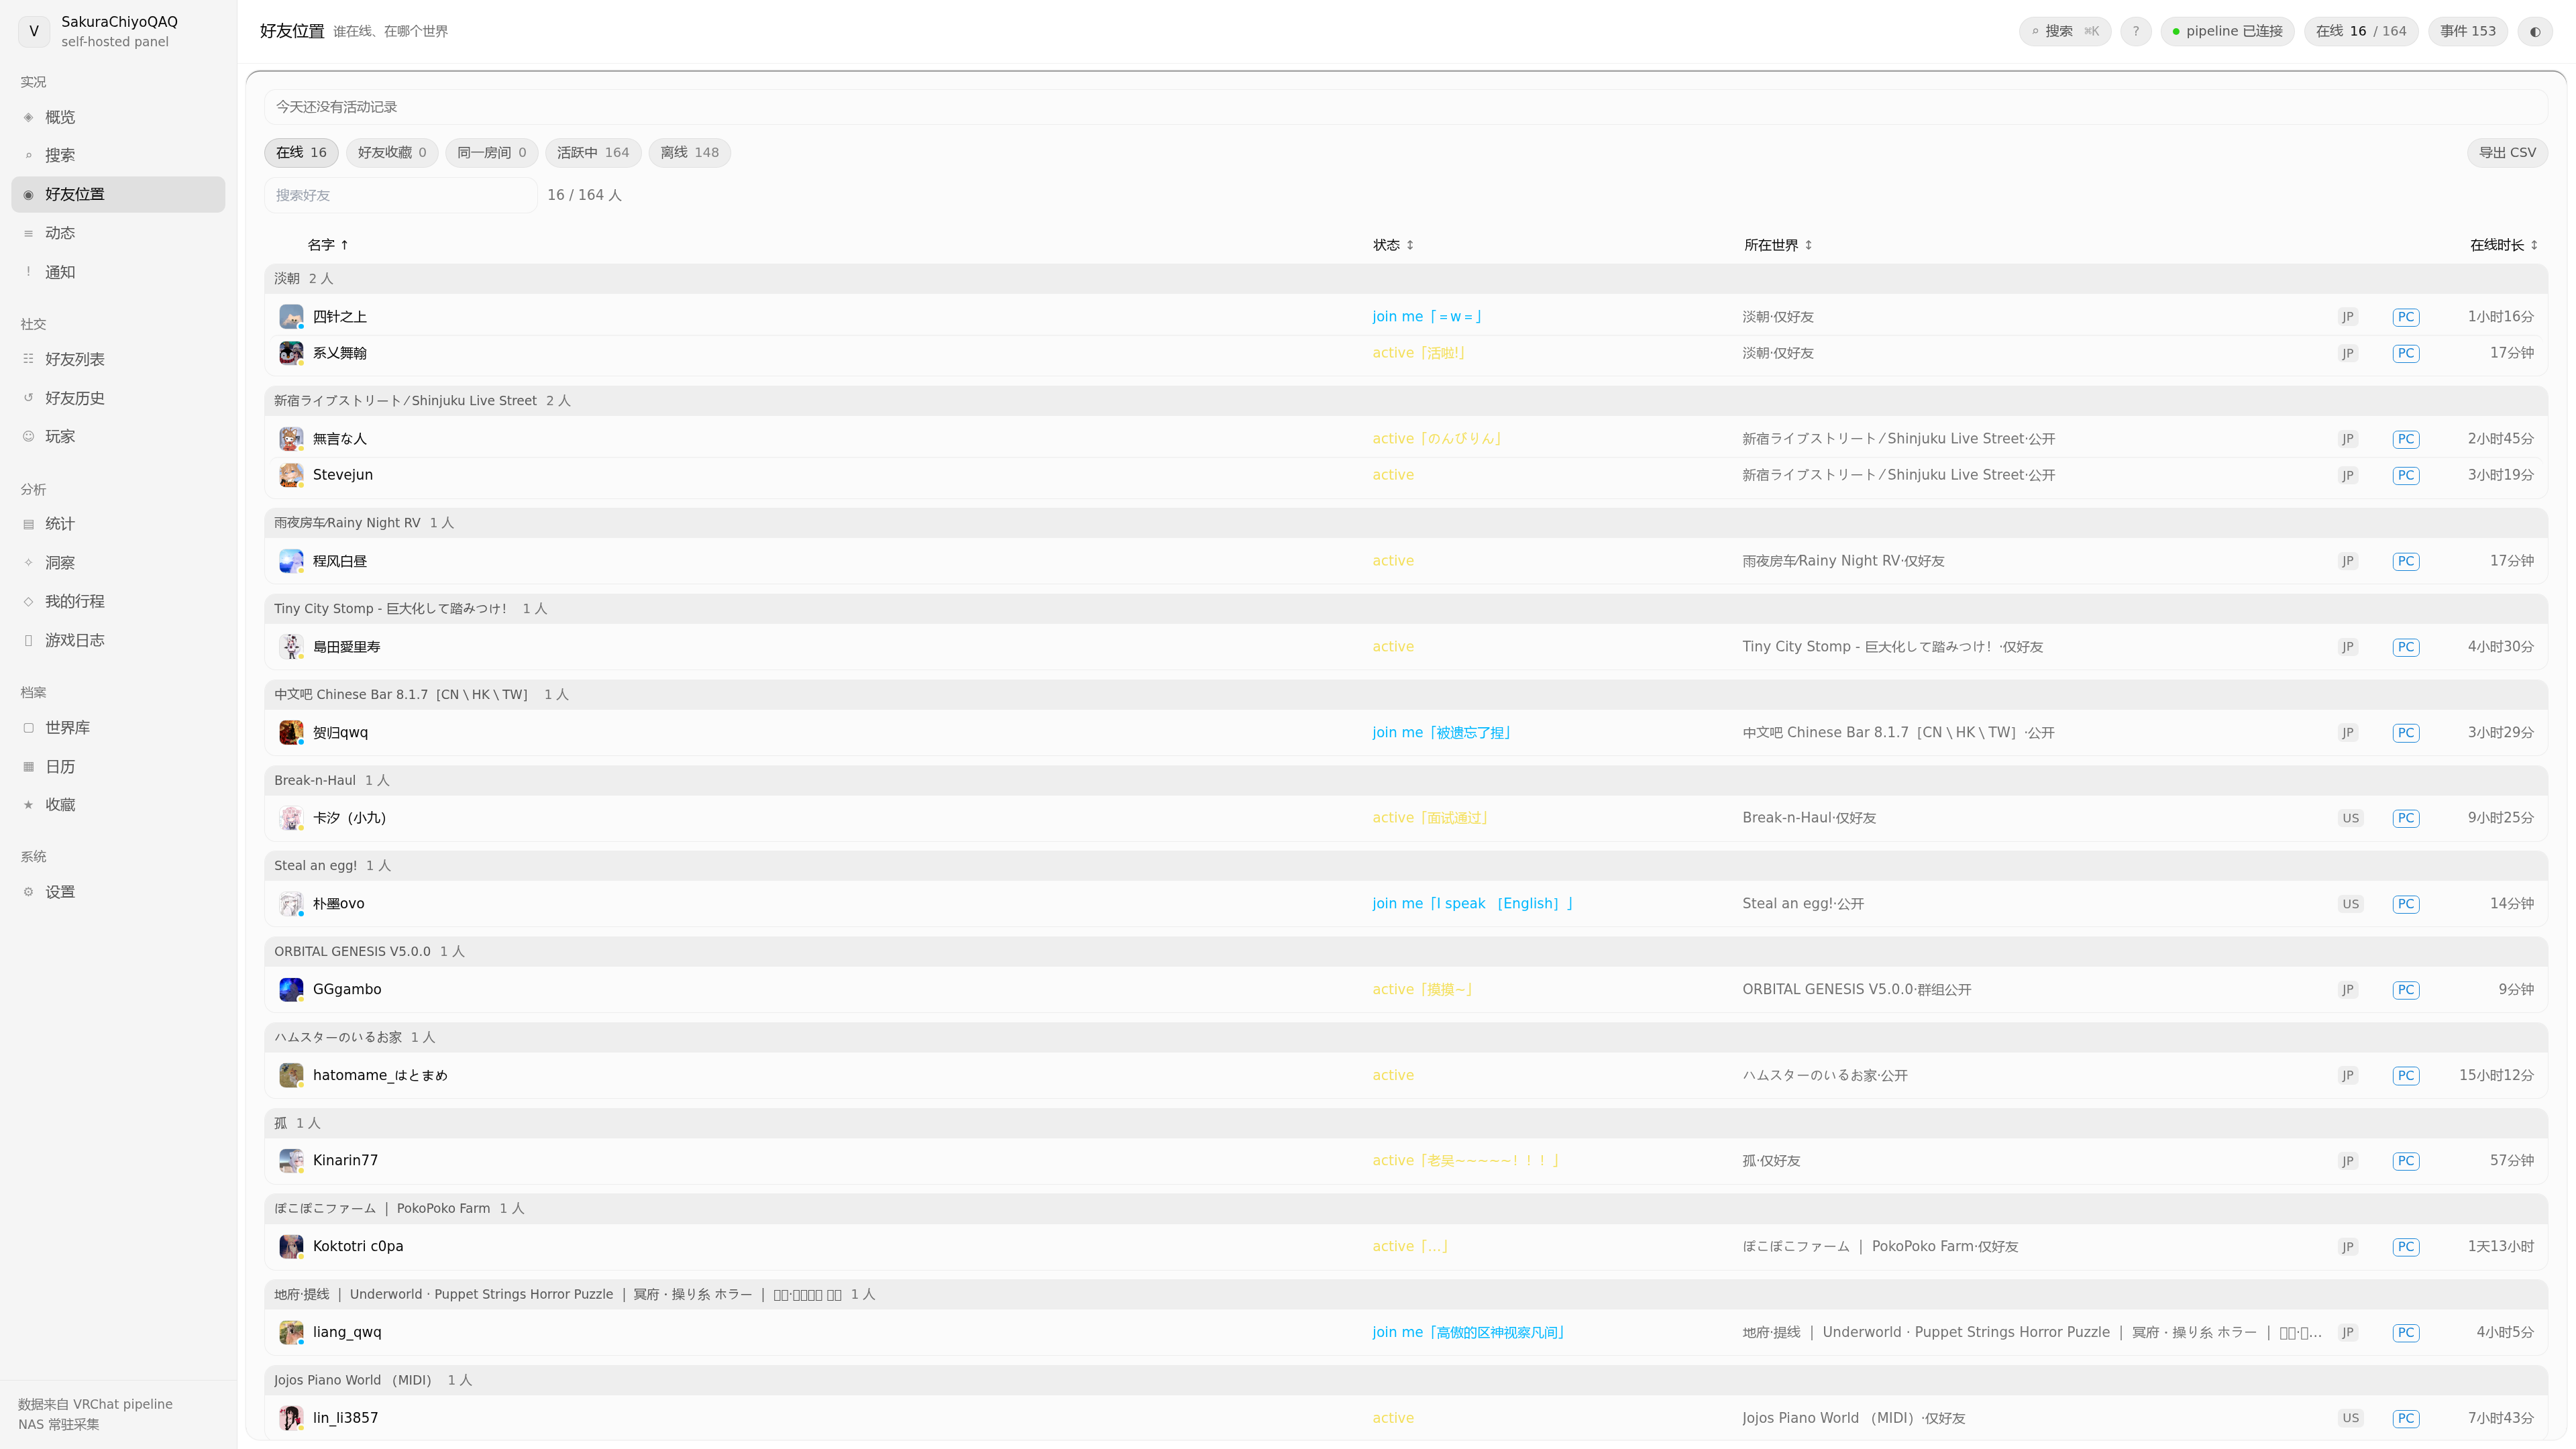 V
SakuraChiyoQAQ
self-hosted panel
实况
概览
搜索
好友位置
动态
通知
社交
好友列表
好友历史
玩家
分析
统计
洞察
我的行程
游戏日志
档案
世界库
日历
收藏
系统
设置
数据来自 VRChat pipeline
NAS 常驻采集
好友位置 谁在线、在哪个世界
搜索 ⌘K ? pipeline 已连接 在线 16 / 164 事件 153
今天还没有活动记录
在线 16 好友收藏 0 同一房间 0 活跃中 164 离线 148 导出 CSV
搜索好友 16 / 164 人
名字 ↑ 状态 ↕ 所在世界 ↕ 在线时长 ↕
淡朝 2 人
四针之上 join me「=w=」 淡朝·仅好友 JP PC 1小时16分
系乂舞翰 active「活啦!」 淡朝·仅好友 JP PC 17分钟
新宿ライブストリート⁄Shinjuku Live Street 2 人
無言な人 active「のんびりん」 新宿ライブストリート⁄Shinjuku Live Street·公开 JP PC 2小时45分
Stevejun active 新宿ライブストリート⁄Shinjuku Live Street·公开 JP PC 3小时19分
雨夜房车⁄Rainy Night RV 1 人
程风白昼 active 雨夜房车⁄Rainy Night RV·仅好友 JP PC 17分钟
Tiny City Stomp - 巨大化して踏みつけ！ 1 人
島田愛里寿 active Tiny City Stomp - 巨大化して踏みつけ！·仅好友 JP PC 4小时30分
中文吧 Chinese Bar 8.1.7［CN∖HK∖TW］ 1 人
贺归qwq join me「被遗忘了捏」 中文吧 Chinese Bar 8.1.7［CN∖HK∖TW］·公开 JP PC 3小时29分
Break-n-Haul 1 人
卡汐（小九） active「面试通过」 Break-n-Haul·仅好友 US PC 9小时25分
Steal an egg! 1 人
朴墨ovo join me「I speak ［English］」 Steal an egg!·公开 US PC 14分钟
ORBITAL GENESIS V5.0.0 1 人
GGgambo active「摸摸~」 ORBITAL GENESIS V5.0.0·群组公开 JP PC 9分钟
ハムスターのいるお家 1 人
hatomame_はとまめ active ハムスターのいるお家·公开 JP PC 15小时12分
孤 1 人
Kinarin77 active「老吴~~~~~！！！」 孤·仅好友 JP PC 57分钟
ぽこぽこファーム ｜ PokoPoko Farm 1 人
Koktotri c0pa active「...」 ぽこぽこファーム ｜ PokoPoko Farm·仅好友 JP PC 1天13小时
地府·提线 ｜ Underworld · Puppet Strings Horror Puzzle ｜ 冥府・操り糸 ホラー ｜ 1 人
liang_qwq join me「高傲的区神视察凡间」 地府·提线 ｜ Underworld · Puppet Strings Horror Puzzle ｜ 冥府・操り糸 ホラー ｜ … JP PC 4小时5分
Jojos Piano World （MIDI） 1 人
lin_li3857 active Jojos Piano World （MIDI）·仅好友 US PC 7小时43分